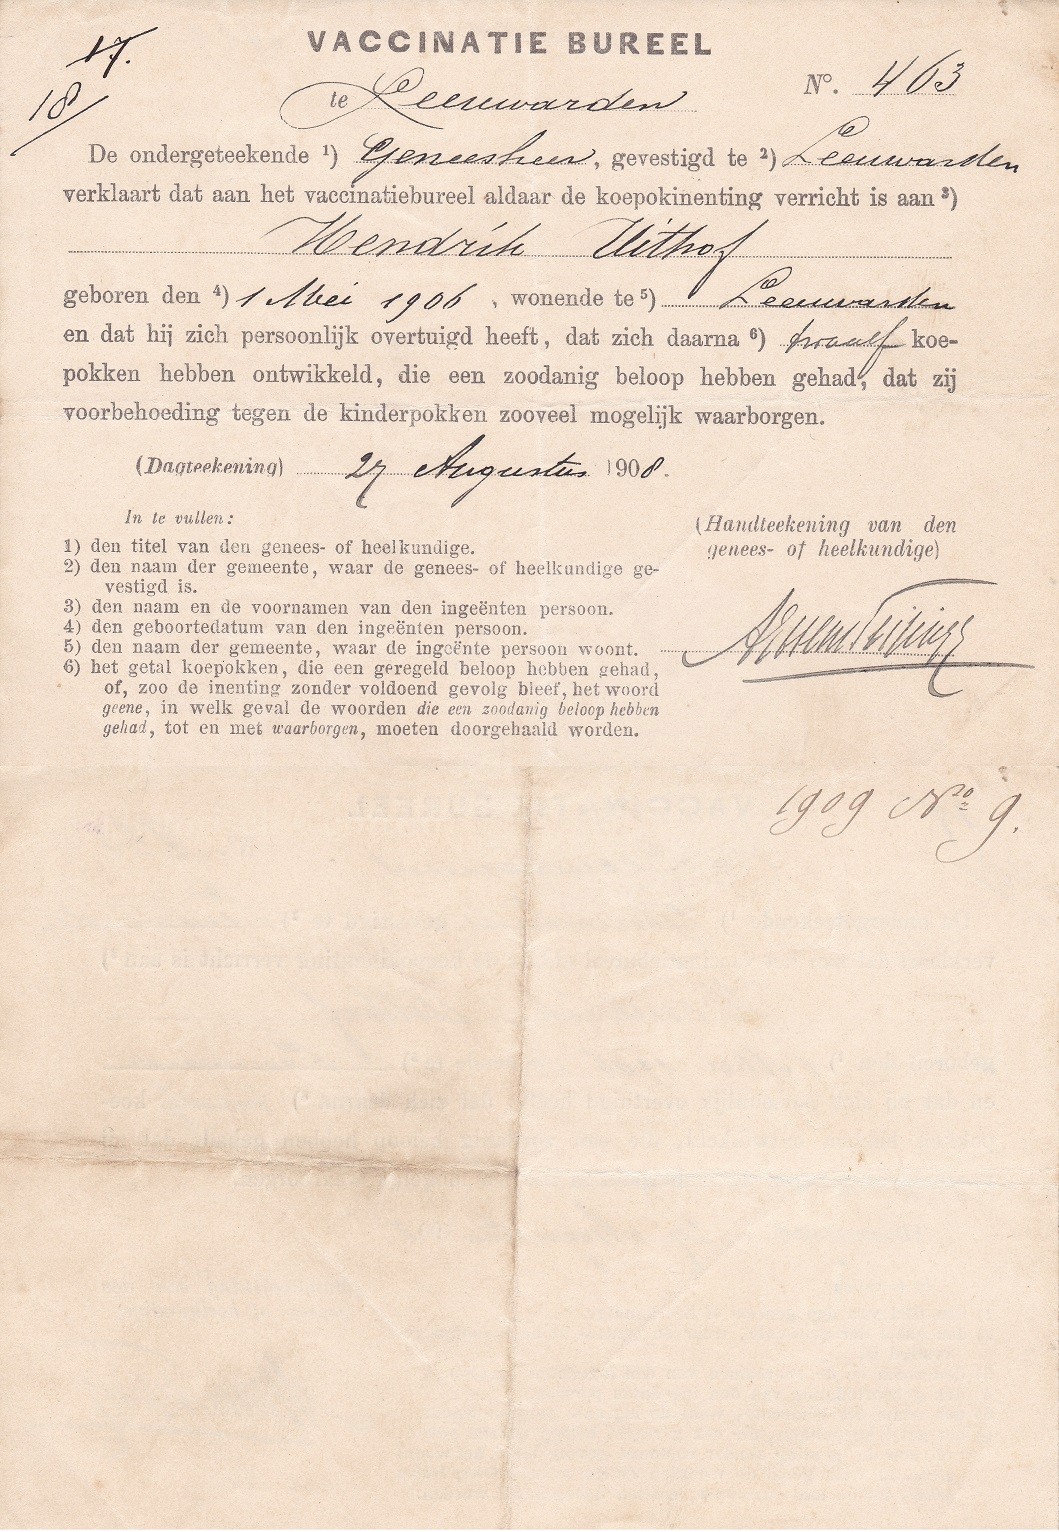 17.
18/
VACCINATIE BUREEL
te Leeuwarden
N°. 463
De ondergeteekende ¹) Geneesheer, gevestigd te ²) Leeuwarden
verklaart dat aan het vaccinatiebureel aldaar de koepokinenting verricht is aan ³)
Hendrik Uithof
geboren den ⁴) 1 Mei 1906, wonende te ⁵) Leeuwarden
en dat hij zich persoonlijk overtuigd heeft, dat zich daarna ⁶) twaalf koe-
pokken hebben ontwikkeld, die een zoodanig beloop hebben gehad, dat zij
voorbehoeding tegen de kinderpokken zooveel mogelijk waarborgen.
(Dagteekening) 27 Augustus 1908.
In te vullen:
1) den titel van den genees- of heelkundige.
2) den naam der gemeente, waar de genees- of heelkundige ge-
vestigd is.
3) den naam en de voornamen van den ingeënten persoon.
4) den geboortedatum van den ingeënten persoon.
5) den naam der gemeente, waar de ingeënte persoon woont.
6) het getal koepokken, die een geregeld beloop hebben gehad,
of, zoo de inenting zonder voldoend gevolg bleef, het woord
geene, in welk geval de woorden die een zoodanig beloop hebben
gehad, tot en met waarborgen, moeten doorgehaald worden.
(Handteekening van den
genees- of heelkundige)
1909 No 9.